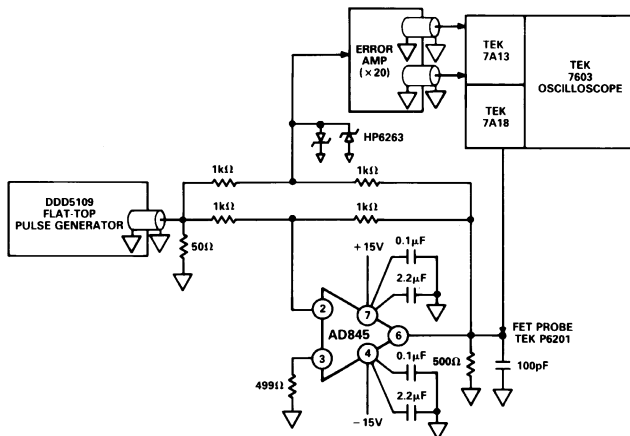 ERROR
AMP
(×20)
TEK
7A13
TEK
7603
OSCILLOSCOPE
TEK
7A18
HP6263
1kΩ
1kΩ
DDD5109
FLAT-TOP
PULSE GENERATOR
1kΩ
1kΩ
50Ω
+15V
0.1µF
2.2µF
2
7
AD845
6
3
4
FET PROBE
TEK P6201
0.1µF
500Ω
100pF
499Ω
2.2µF
−15V